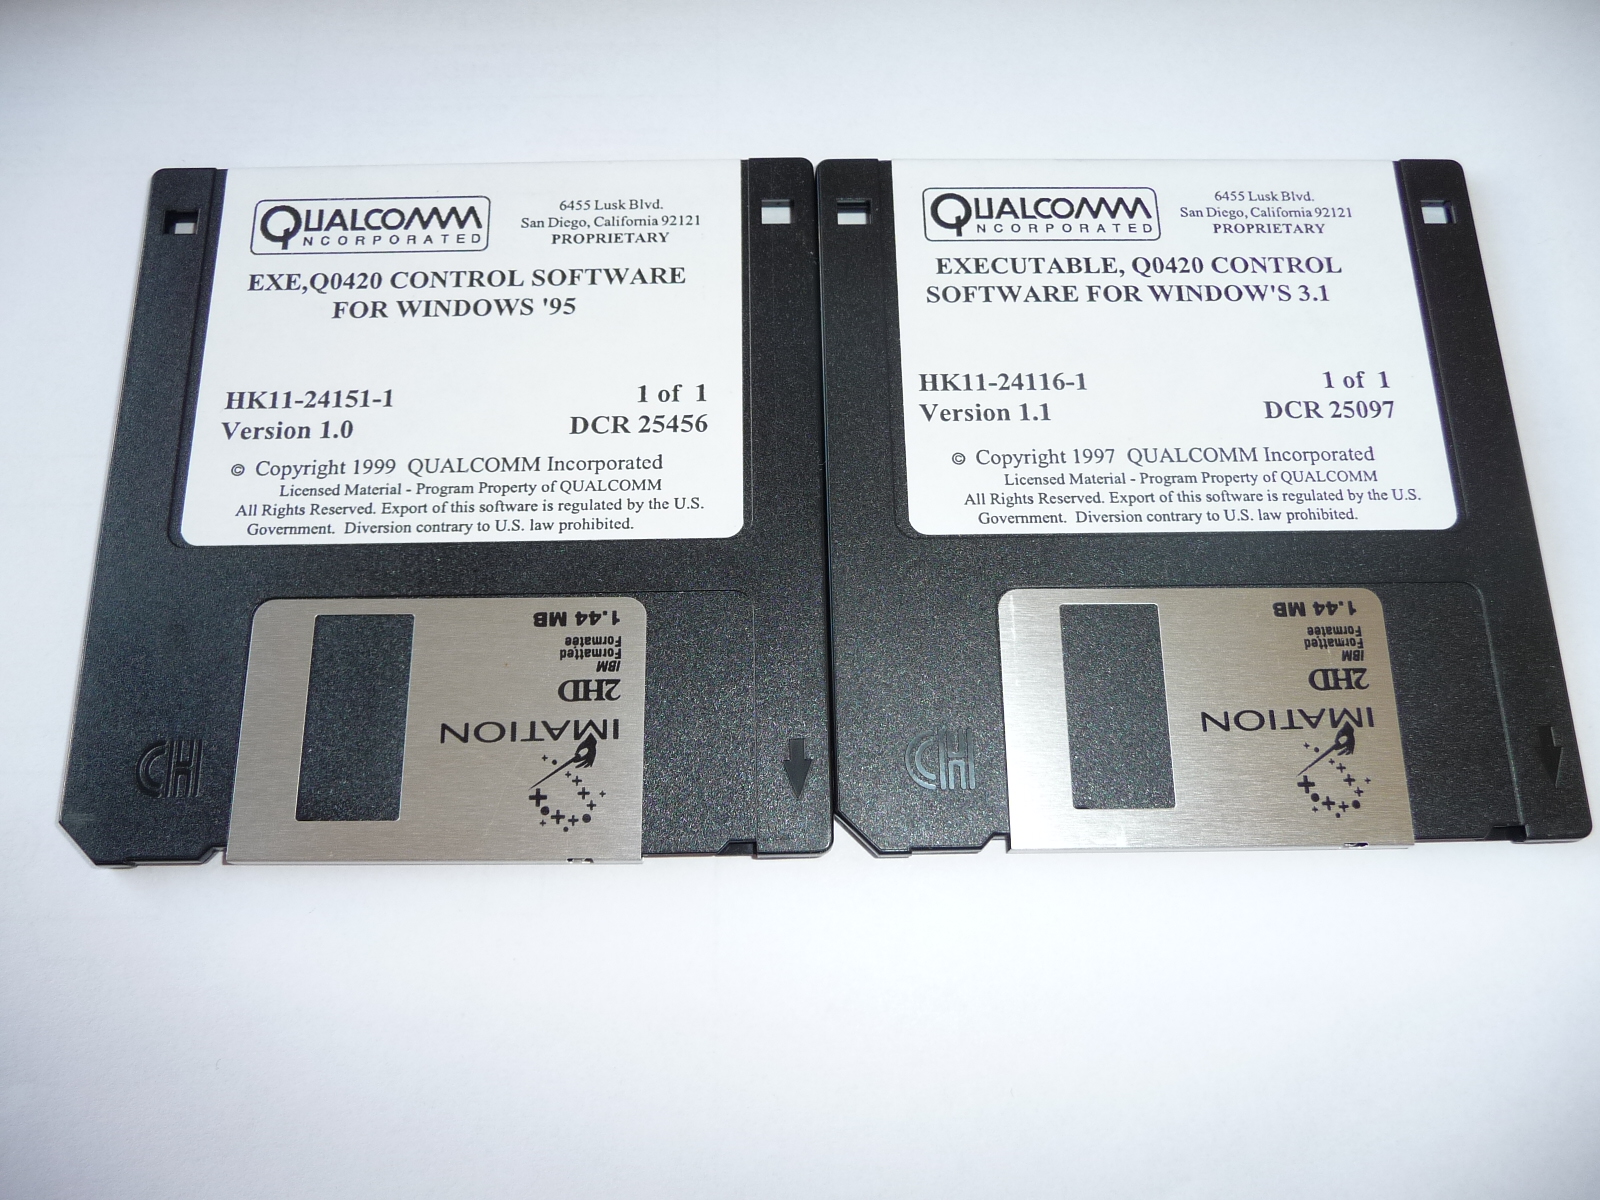 QUALCOMM
INCORPORATED
6455 Lusk Blvd.
San Diego, California 92121
PROPRIETARY
EXE,Q0420 CONTROL SOFTWARE
FOR WINDOWS '95
HK11-24151-1
1 of 1
Version 1.0
DCR 25456
© Copyright 1999 QUALCOMM Incorporated
Licensed Material - Program Property of QUALCOMM
All Rights Reserved. Export of this software is regulated by the U.S.
Government. Diversion contrary to U.S. law prohibited.
1.44 MB
Formatée
Formatted
IBM
2HD
IMATION
HD
QUALCOMM
INCORPORATED
6455 Lusk Blvd.
San Diego, California 92121
PROPRIETARY
EXECUTABLE, Q0420 CONTROL
SOFTWARE FOR WINDOW'S 3.1
HK11-24116-1
1 of 1
Version 1.1
DCR 25097
© Copyright 1997 QUALCOMM Incorporated
Licensed Material - Program Property of QUALCOMM
All Rights Reserved. Export of this software is regulated by the U.S.
Government. Diversion contrary to U.S. law prohibited.
1.44 MB
Formatée
Formatted
IBM
2HD
IMATION
HD